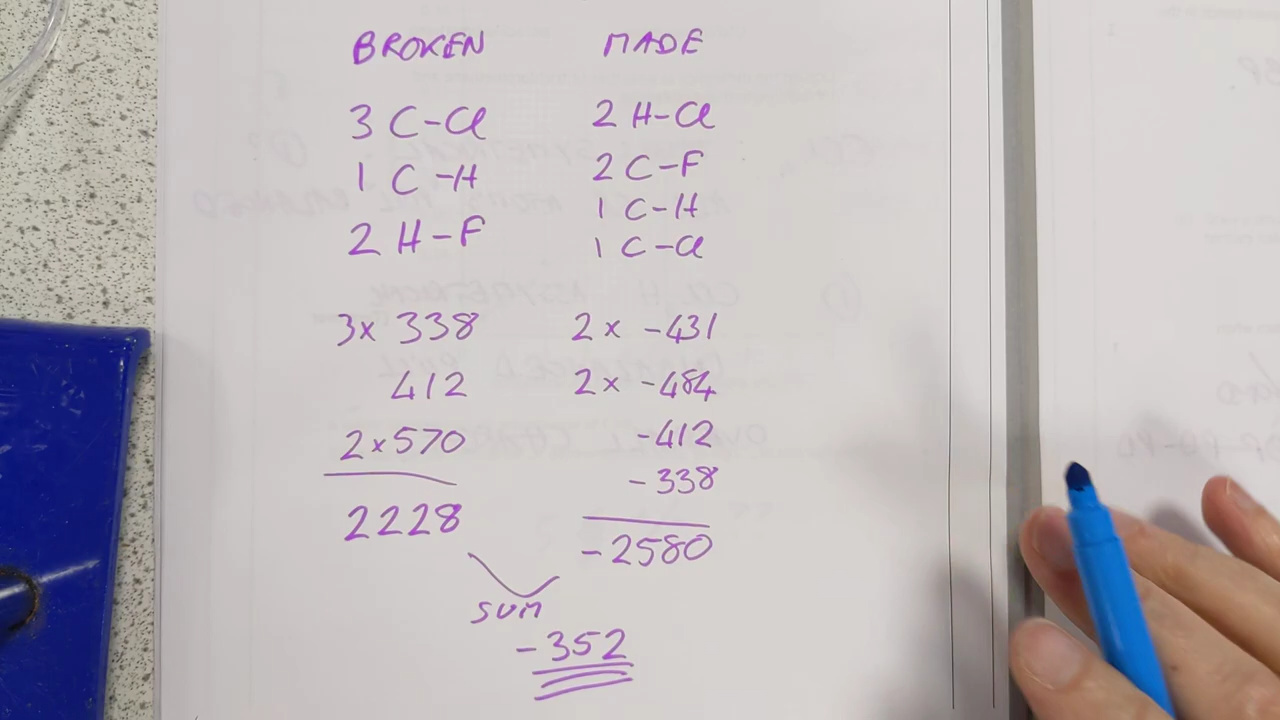 BROKEN MADE
3 C-Cl 2 H-Cl
1 C-H 2 C-F
2 H-F 1 C-H
1 C-Cl
3x 338 2x -431
412 2x -484
2x570 -412
-338
2228 -2580
SUM
-352